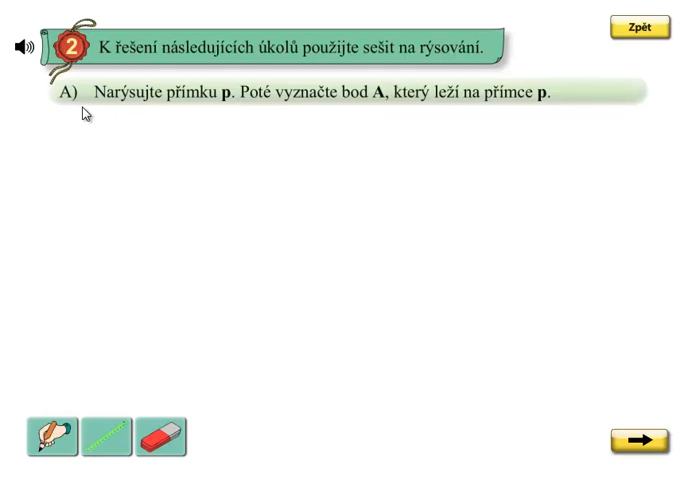 Zpět
2 K řešení následujících úkolů použijte sešit na rýsování.
A) Narýsujte přímku p. Poté vyznačte bod A, který leží na přímce p.